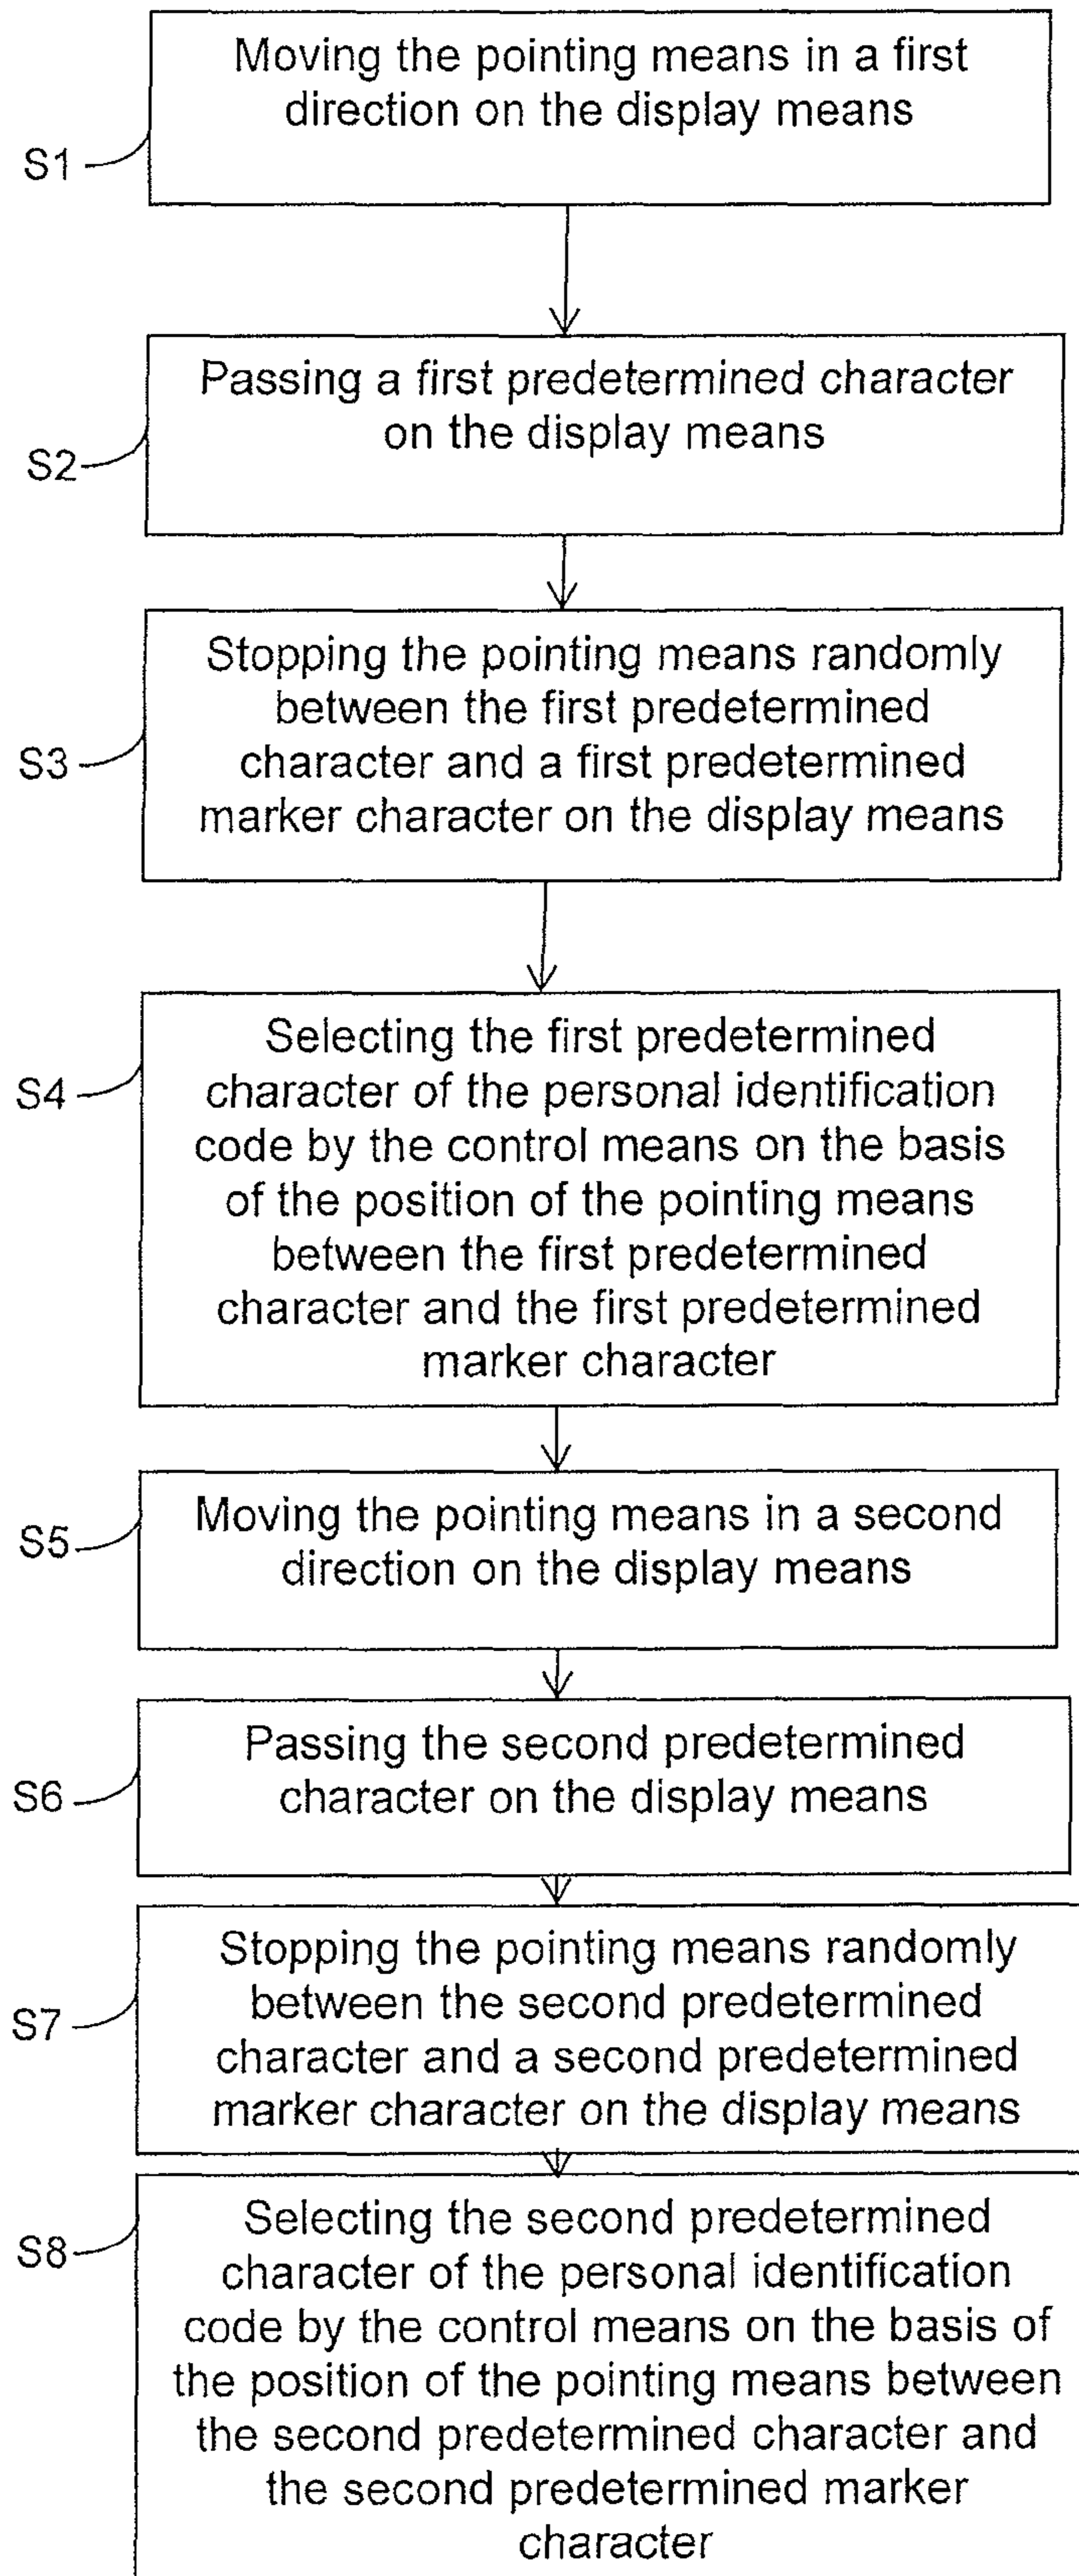 Moving the pointing means in a first
direction on the display means
S1
Passing a first predetermined character
on the display means
S2
Stopping the pointing means randomly
between the first predetermined
character and a first predetermined
marker character on the display means
S3
Selecting the first predetermined
character of the personal identification
code by the control means on the basis
of the position of the pointing means
between the first predetermined
character and the first predetermined
marker character
S4
Moving the pointing means in a second
direction on the display means
S5
Passing the second predetermined
character on the display means
S6
Stopping the pointing means randomly
between the second predetermined
character and a second predetermined
marker character on the display means
S7
Selecting the second predetermined
character of the personal identification
code by the control means on the basis of
the position of the pointing means between
the second predetermined character and
the second predetermined marker
character
S8